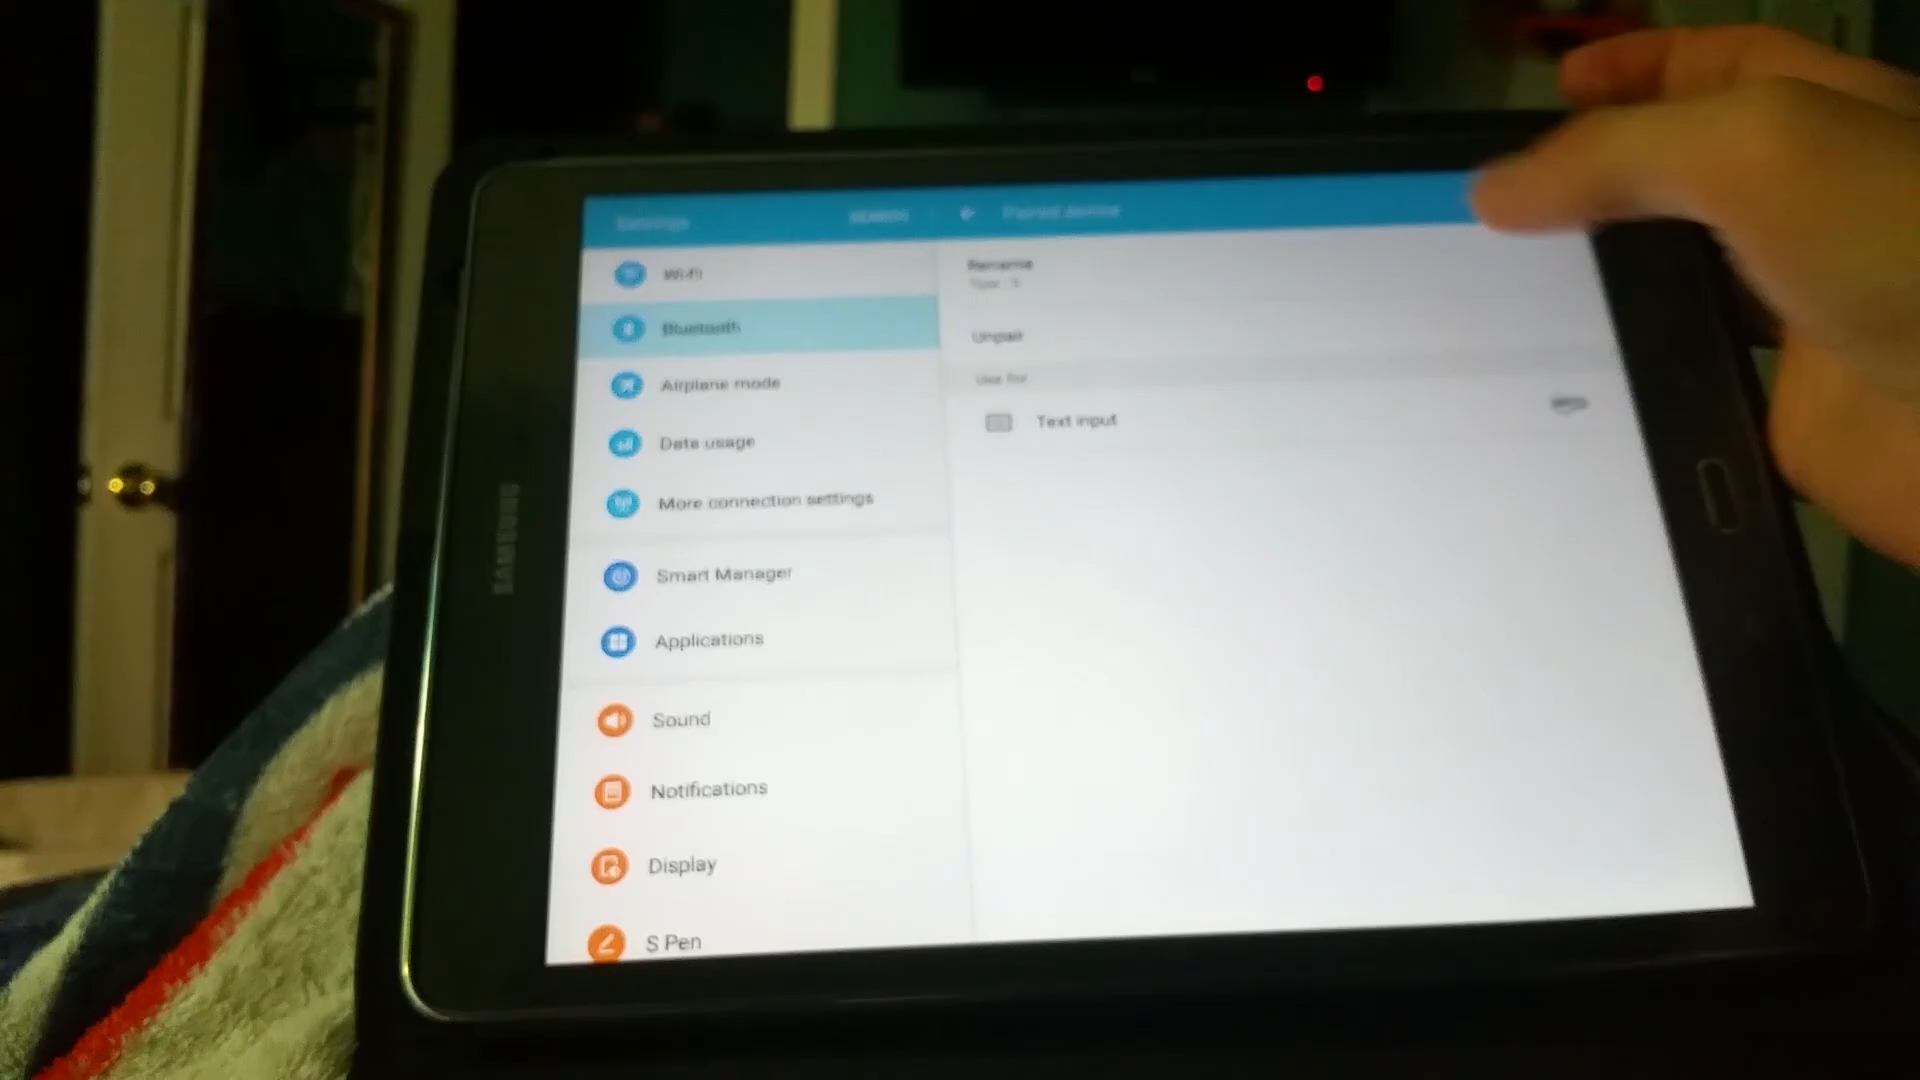 SAMSUNG
Settings
SEARCH
Paired device
Wi-Fi
Bluetooth
Airplane mode
Data usage
More connection settings
Smart Manager
Applications
Sound
Notifications
Display
S Pen
Rename
Unpair
Use for
Text input